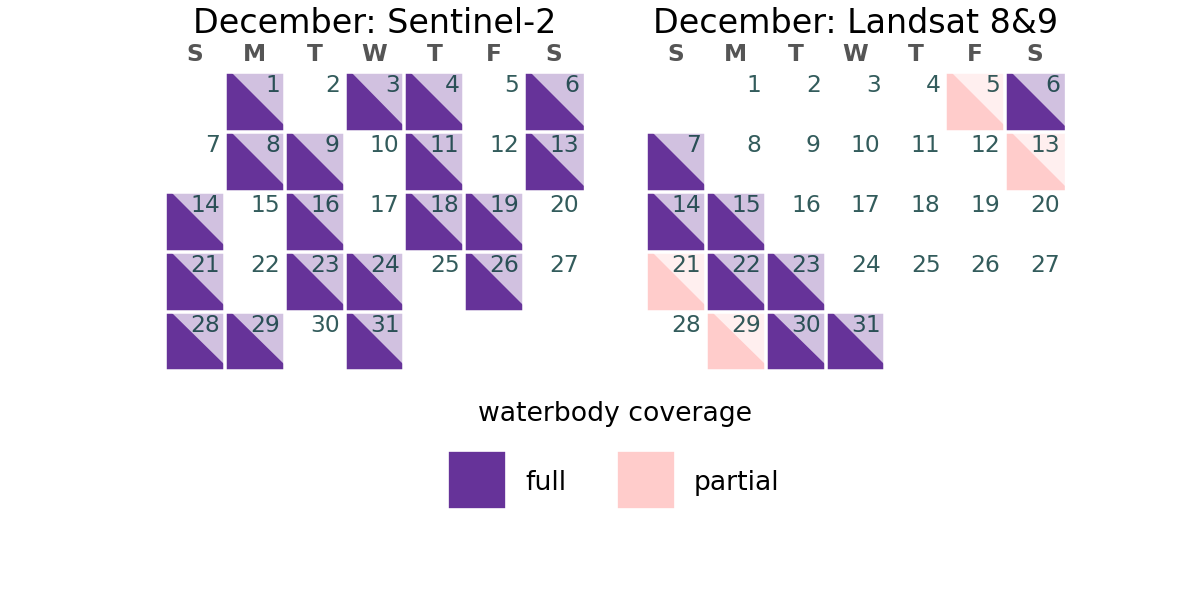 December: Sentinel-2
S M T W T F S
1 2 3 4 5 6
7 8 9 10 11 12 13
14 15 16 17 18 19 20
21 22 23 24 25 26 27
28 29 30 31
December: Landsat 8&9
S M T W T F S
1 2 3 4 5 6
7 8 9 10 11 12 13
14 15 16 17 18 19 20
21 22 23 24 25 26 27
28 29 30 31
waterbody coverage
full partial